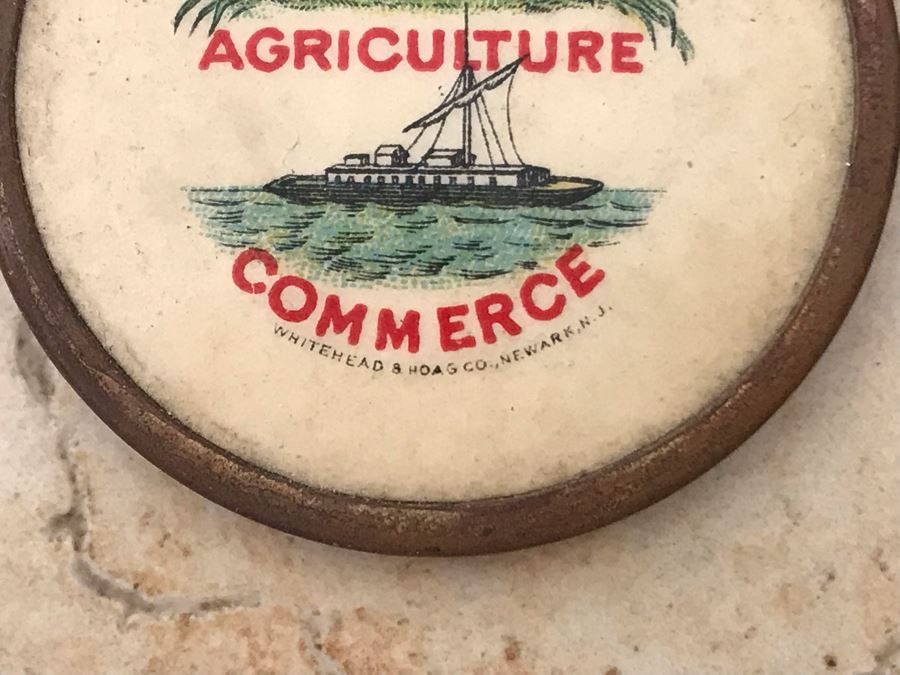 AGRICULTURE
COMMERCE
WHITEHEAD & HOAG CO., NEWARK, N.J.